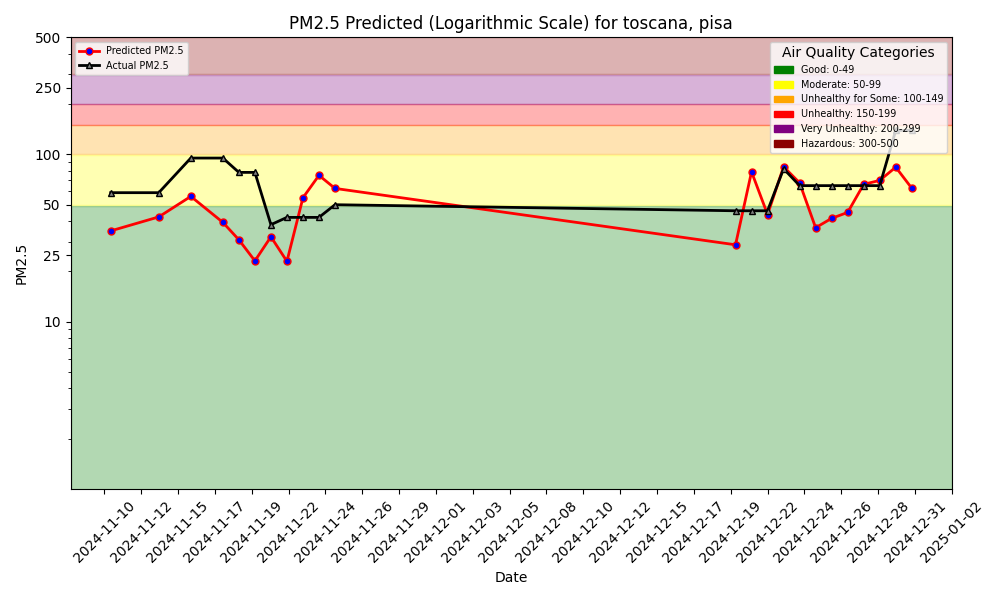 PM2.5 Predicted (Logarithmic Scale) for toscana, pisa
Predicted PM2.5
Actual PM2.5
Air Quality Categories
Good: 0-49
Moderate: 50-99
Unhealthy for Some: 100-149
Unhealthy: 150-199
Very Unhealthy: 200-299
Hazardous: 300-500
500
250
100
50
25
10
PM2.5
2024-11-10
2024-11-12
2024-11-15
2024-11-17
2024-11-19
2024-11-22
2024-11-24
2024-11-26
2024-11-29
2024-12-01
2024-12-03
2024-12-05
2024-12-08
2024-12-10
2024-12-12
2024-12-15
2024-12-17
2024-12-19
2024-12-22
2024-12-24
2024-12-26
2024-12-28
2024-12-31
2025-01-02
Date